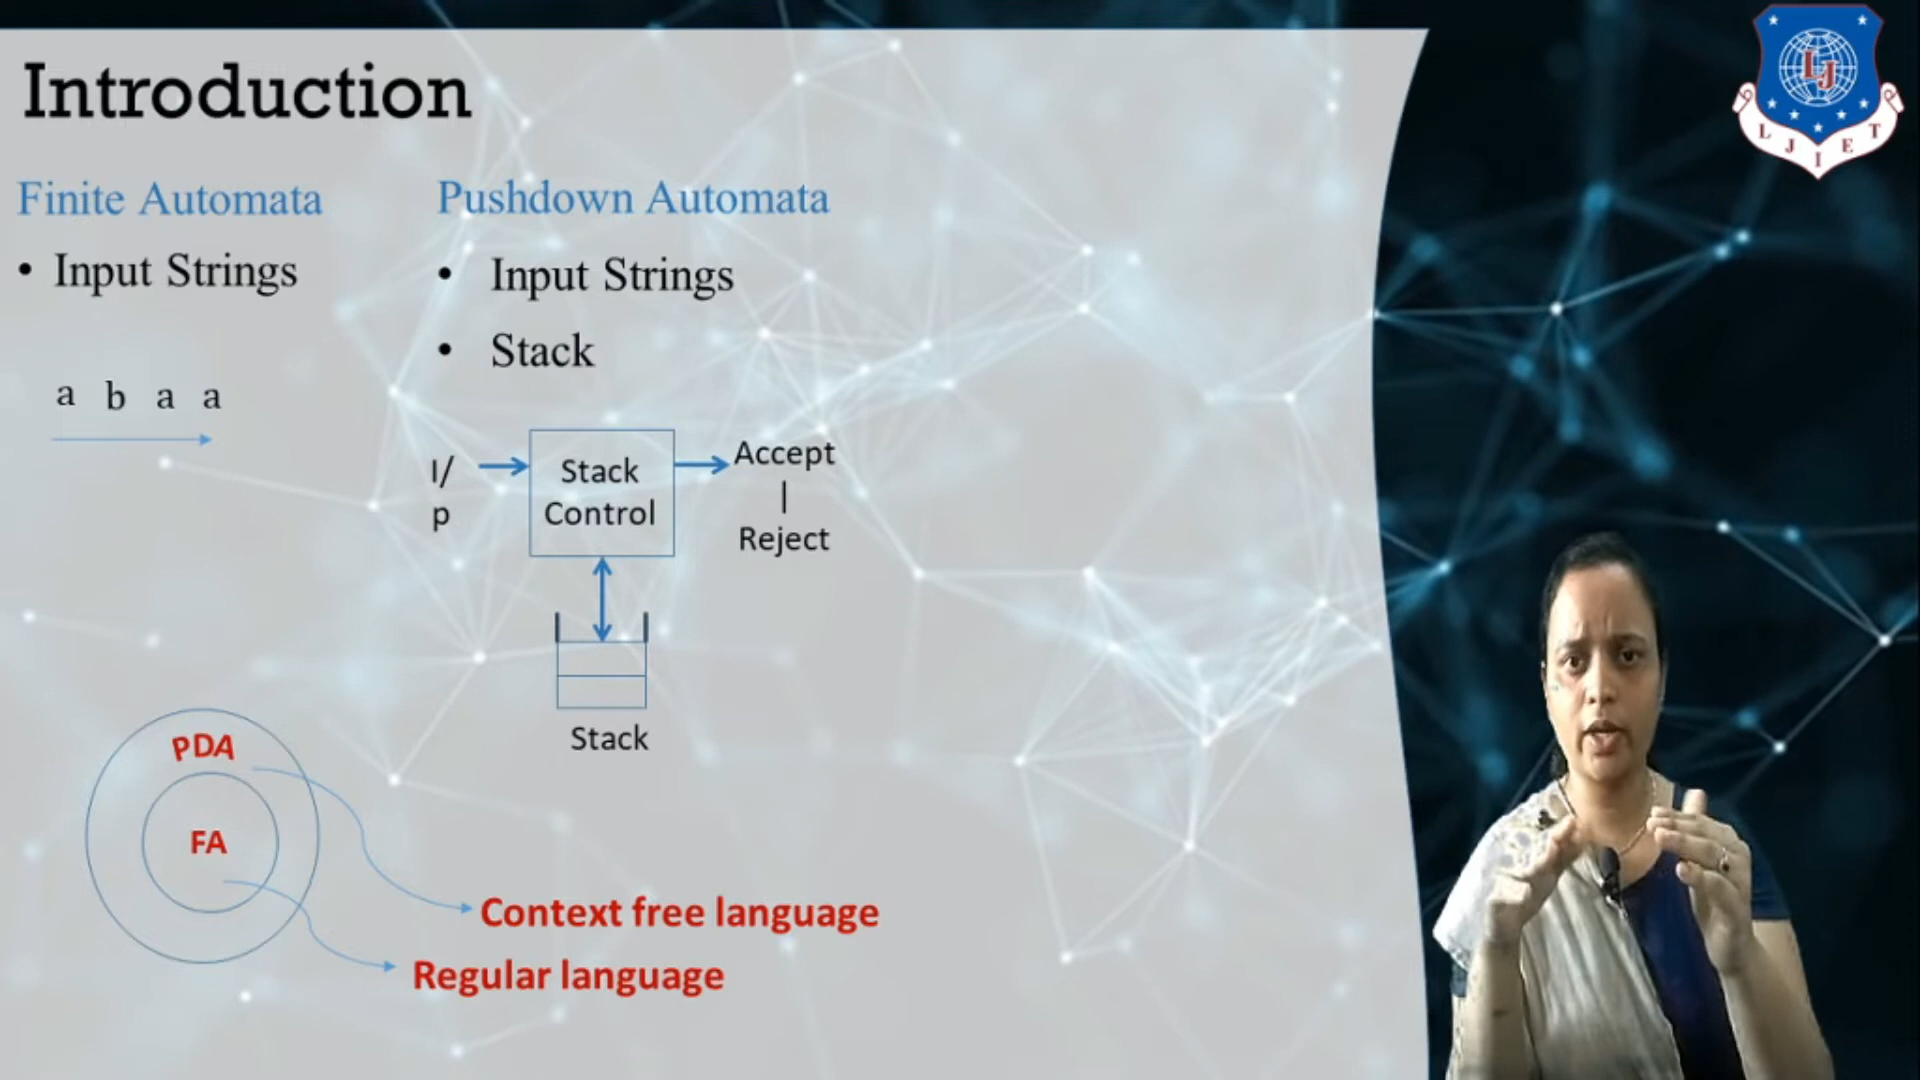 Introduction
Finite Automata
• Input Strings
a b a a
Pushdown Automata
• Input Strings
• Stack
I/
p
Stack
Control
Accept
|
Reject
Stack
PDA
FA
Context free language
Regular language
LJ
L J I E T